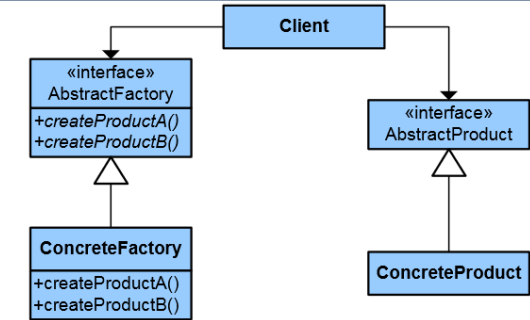 Client
«interface»
AbstractFactory
+createProductA()
+createProductB()
«interface»
AbstractProduct
ConcreteFactory
+createProductA()
+createProductB()
ConcreteProduct